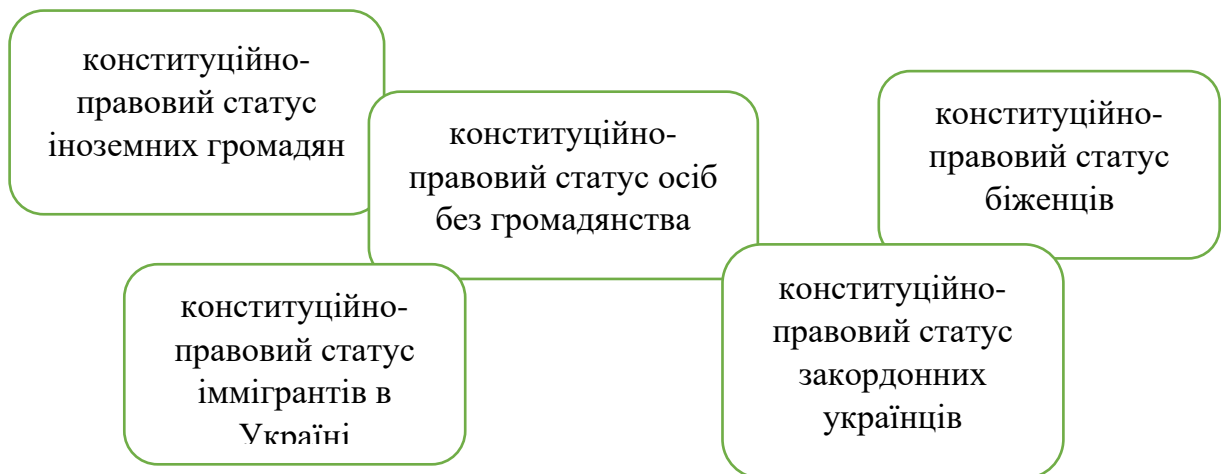 конституційно-
правовий статус
іноземних громадян
конституційно-
правовий статус осіб
без громадянства
конституційно-
правовий статус
біженців
конституційно-
правовий статус
іммігрантів в
Україні
конституційно-
правовий статус
закордонних
українців